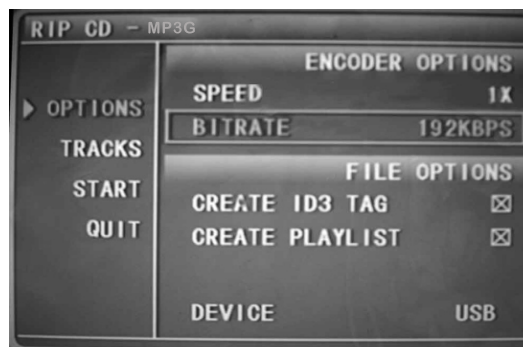 RIP CD - MP3G
ENCODER OPTIONS
SPEED 1X
OPTIONS
BITRATE 192KBPS
TRACKS
FILE OPTIONS
START
CREATE ID3 TAG
QUIT
CREATE PLAYLIST
DEVICE USB